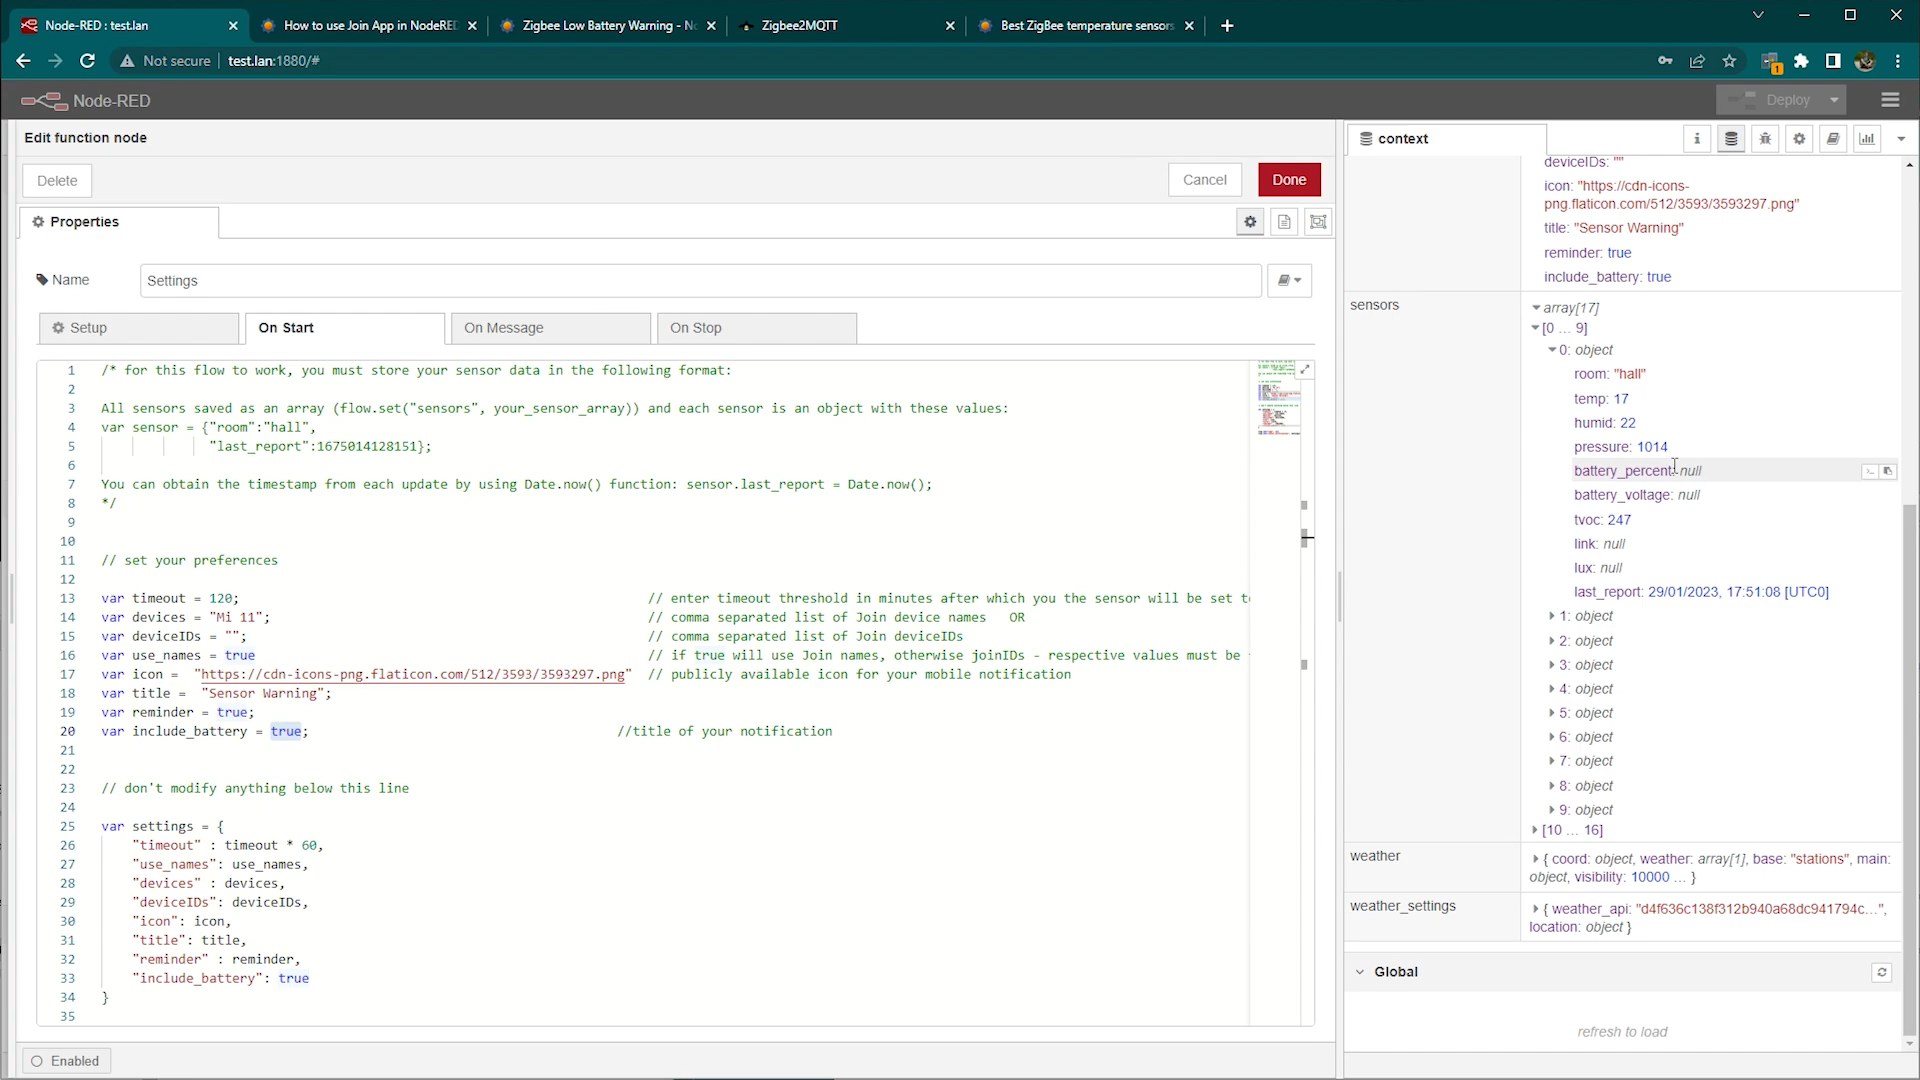 Node-RED : test.lan
How to use Join App in NodeRED
Zigbee Low Battery Warning - No
Zigbee2MQTT
Best ZigBee temperature sensors
Not secure
test.lan:1880/#
1
Node-RED
Deploy
Edit function node
Delete
Cancel
Done
Properties
Name
Settings
Setup
On Start
On Message
On Stop
1 /* for this flow to work, you must store your sensor data in the following format:
2
3 All sensors saved as an array (flow.set("sensors", your_sensor_array)) and each sensor is an object with these values:
4 var sensor = {"room":"hall",
5 "last_report":1675014128151};
6
7 You can obtain the timestamp from each update by using Date.now() function: sensor.last_report = Date.now();
8 */
9
10
11 // set your preferences
12
13 var timeout = 120; // enter timeout threshold in minutes after which you the sensor will be set to
14 var devices = "Mi 11"; // comma separated list of Join device names OR
15 var deviceIDs = ""; // comma separated list of Join deviceIDs
16 var use_names = true // if true will use Join names, otherwise joinIDs - respective values must be
17 var icon = "https://cdn-icons-png.flaticon.com/512/3593/3593297.png" // publicly available icon for your mobile notification
18 var title = "Sensor Warning";
19 var reminder = true;
20 var include_battery = true; //title of your notification
21
22
23 // don't modify anything below this line
24
25 var settings = {
26 "timeout" : timeout * 60,
27 "use_names": use_names,
28 "devices" : devices,
29 "deviceIDs": deviceIDs,
30 "icon": icon,
31 "title": title,
32 "reminder" : reminder,
33 "include_battery": true
34 }
35
Enabled
context
deviceIDs: ""
icon: "https://cdn-icons-
png.flaticon.com/512/3593/3593297.png"
title: "Sensor Warning"
reminder: true
include_battery: true
sensors
array[17]
[0 … 9]
0: object
room: "hall"
temp: 17
humid: 22
pressure: 1014
battery_percent: null
battery_voltage: null
tvoc: 247
link: null
lux: null
last_report: 29/01/2023, 17:51:08 [UTC0]
1: object
2: object
3: object
4: object
5: object
6: object
7: object
8: object
9: object
[10 … 16]
weather
{ coord: object, weather: array[1], base: "stations", main:
object, visibility: 10000 … }
weather_settings
{ weather_api: "d4f636c138f312b940a68dc941794c…",
location: object }
Global
refresh to load